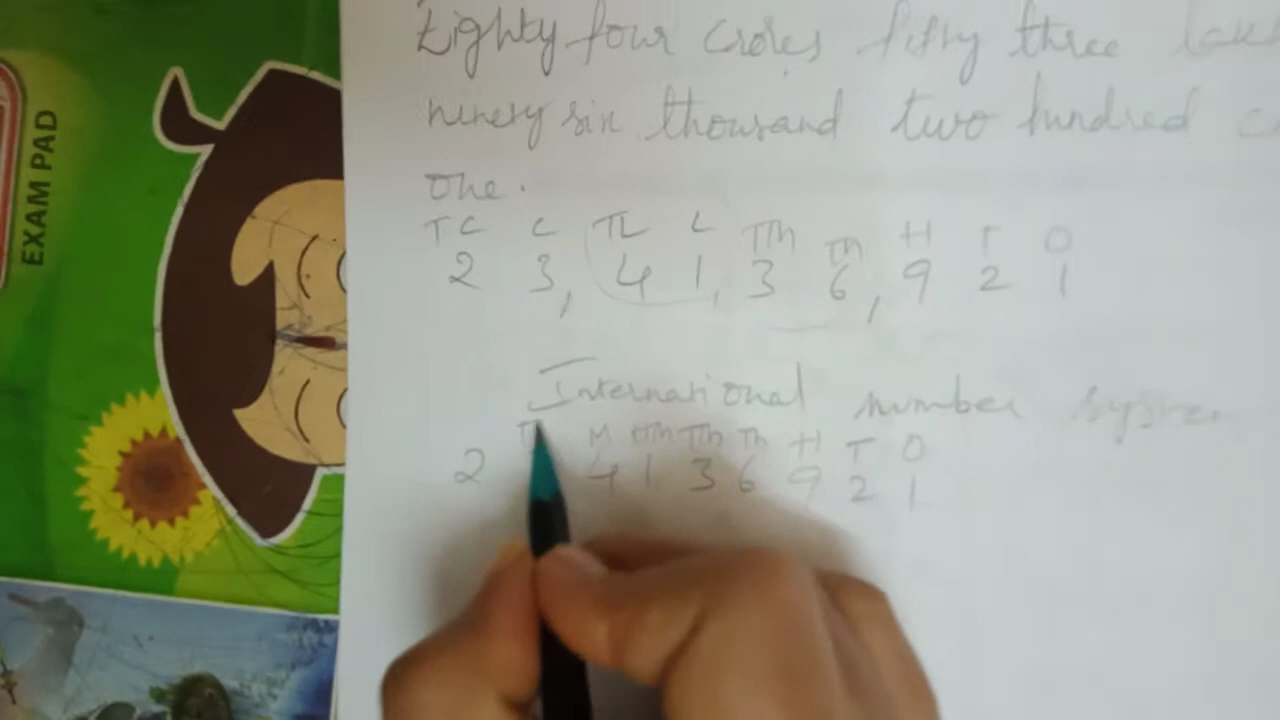 EXAM PAD
Eighty four crores fifty three
ninety six thousand two hundred
one.
TC C TL L TTh Th H T O
2 3, 4 1, 3 6, 9 2 1
International number system
M HTh TTh Th H T O
2 4 1 3 6 9 2 1